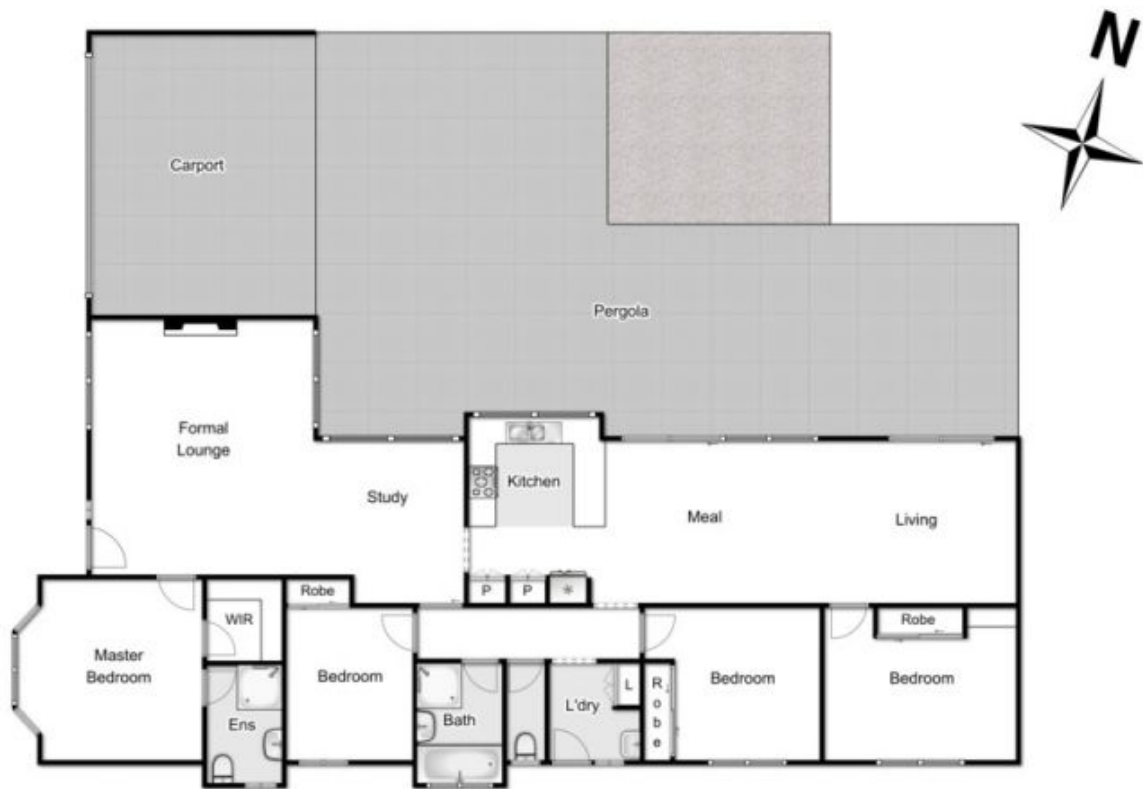 N
Carport
Pergola
Formal
Lounge
Study
Kitchen
Meal
Living
P
P
*
Robe
WIR
Robe
Master
Bedroom
Bedroom
Bedroom
Bedroom
L
R
o
b
e
L'dry
Ens
Bath